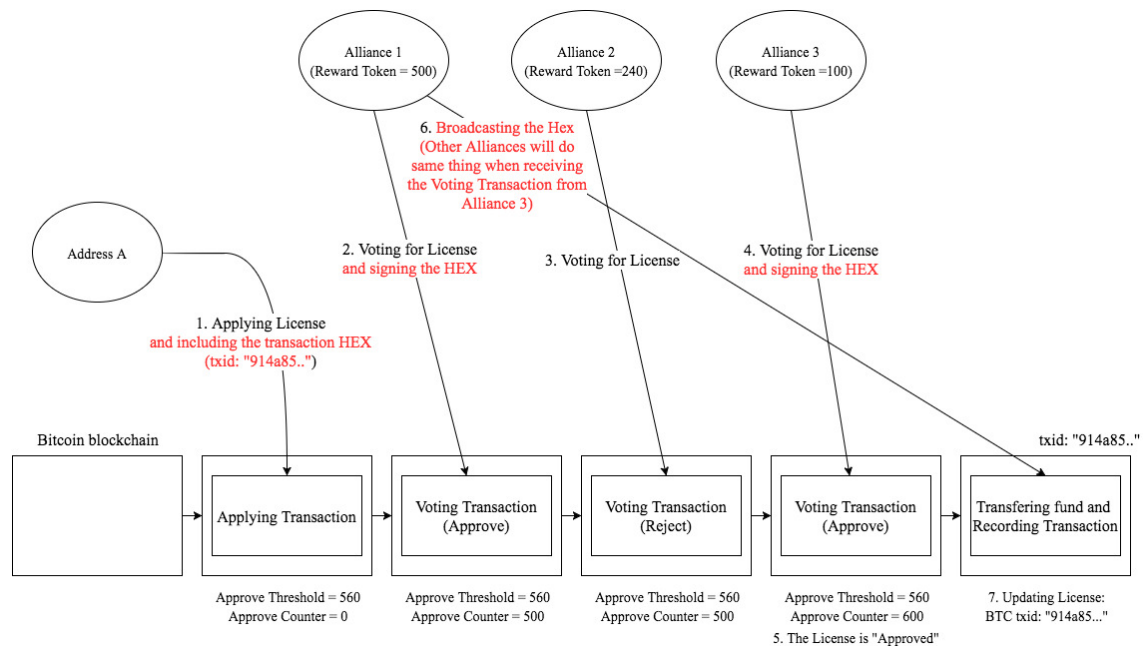 Alliance 1
(Reward Token = 500)
Alliance 2
(Reward Token =240)
Alliance 3
(Reward Token =100)
6. Broadcasting the Hex
(Other Alliances will do
same thing when receiving
the Voting Transaction from
Alliance 3)
Address A
2. Voting for License
and signing the HEX
3. Voting for License
4. Voting for License
and signing the HEX
1. Applying License
and including the transaction HEX
(txid: "914a85..")
Bitcoin blockchain
txid: "914a85.."
Applying Transaction
Voting Transaction
(Approve)
Voting Transaction
(Reject)
Voting Transaction
(Approve)
Transfering fund and
Recording Transaction
Approve Threshold = 560
Approve Counter = 0
Approve Threshold = 560
Approve Counter = 500
Approve Threshold = 560
Approve Counter = 500
Approve Threshold = 560
Approve Counter = 600
5. The License is "Approved"
7. Updating License:
BTC txid: "914a85..."